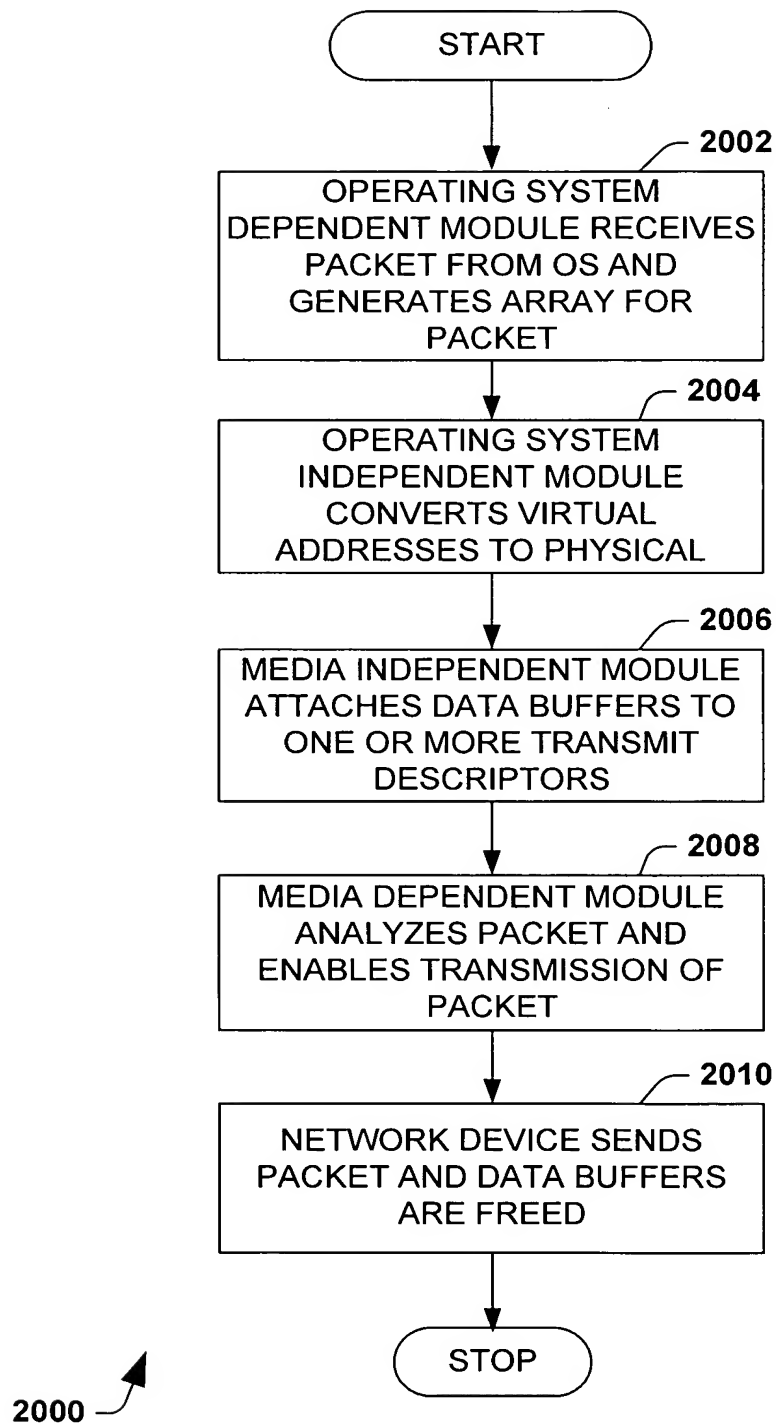 START
2002
OPERATING SYSTEM
DEPENDENT MODULE RECEIVES
PACKET FROM OS AND
GENERATES ARRAY FOR
PACKET
2004
OPERATING SYSTEM
INDEPENDENT MODULE
CONVERTS VIRTUAL
ADDRESSES TO PHYSICAL
2006
MEDIA INDEPENDENT MODULE
ATTACHES DATA BUFFERS TO
ONE OR MORE TRANSMIT
DESCRIPTORS
2008
MEDIA DEPENDENT MODULE
ANALYZES PACKET AND
ENABLES TRANSMISSION OF
PACKET
2010
NETWORK DEVICE SENDS
PACKET AND DATA BUFFERS
ARE FREED
STOP
2000